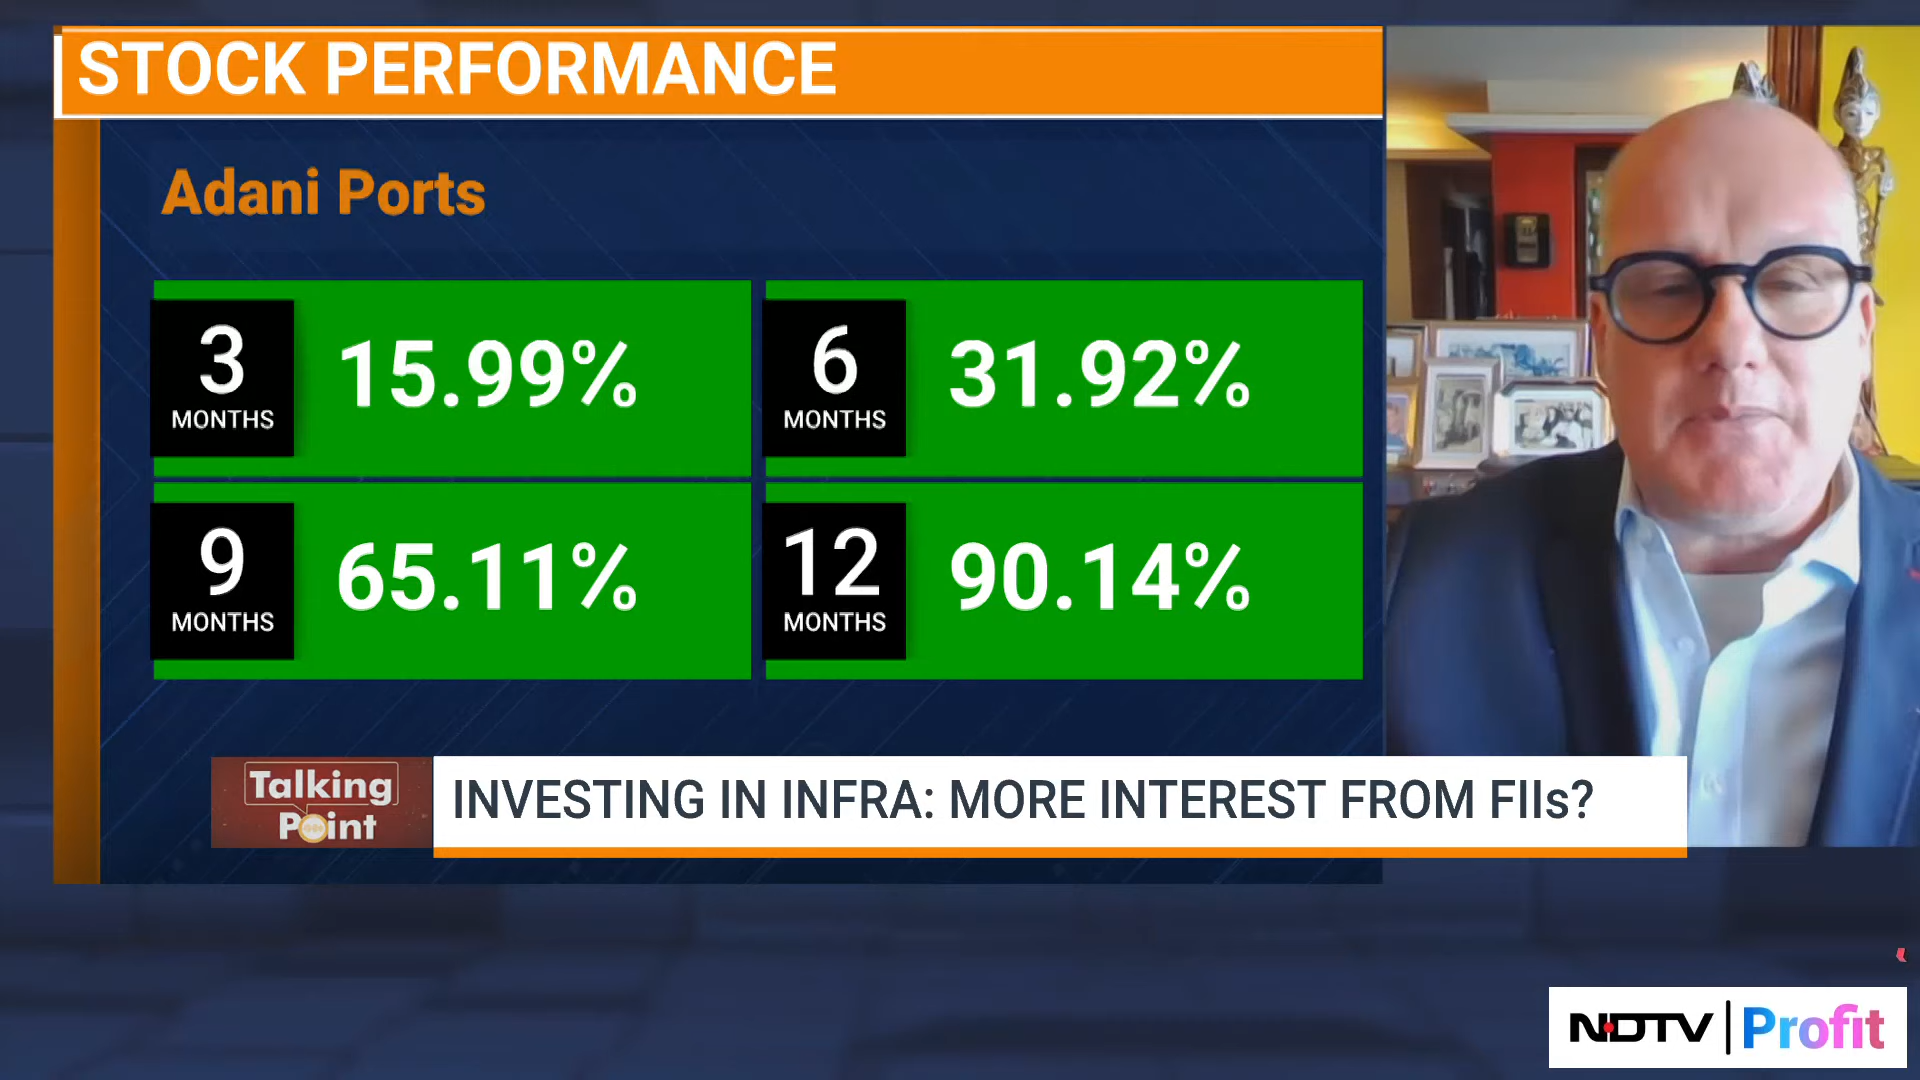 STOCK PERFORMANCE
Adani Ports
3
MONTHS
15.99%
6
MONTHS
31.92%
9
MONTHS
65.11%
12
MONTHS
90.14%
Talking
Point
INVESTING IN INFRA: MORE INTEREST FROM FIIs?
NDTV Profit